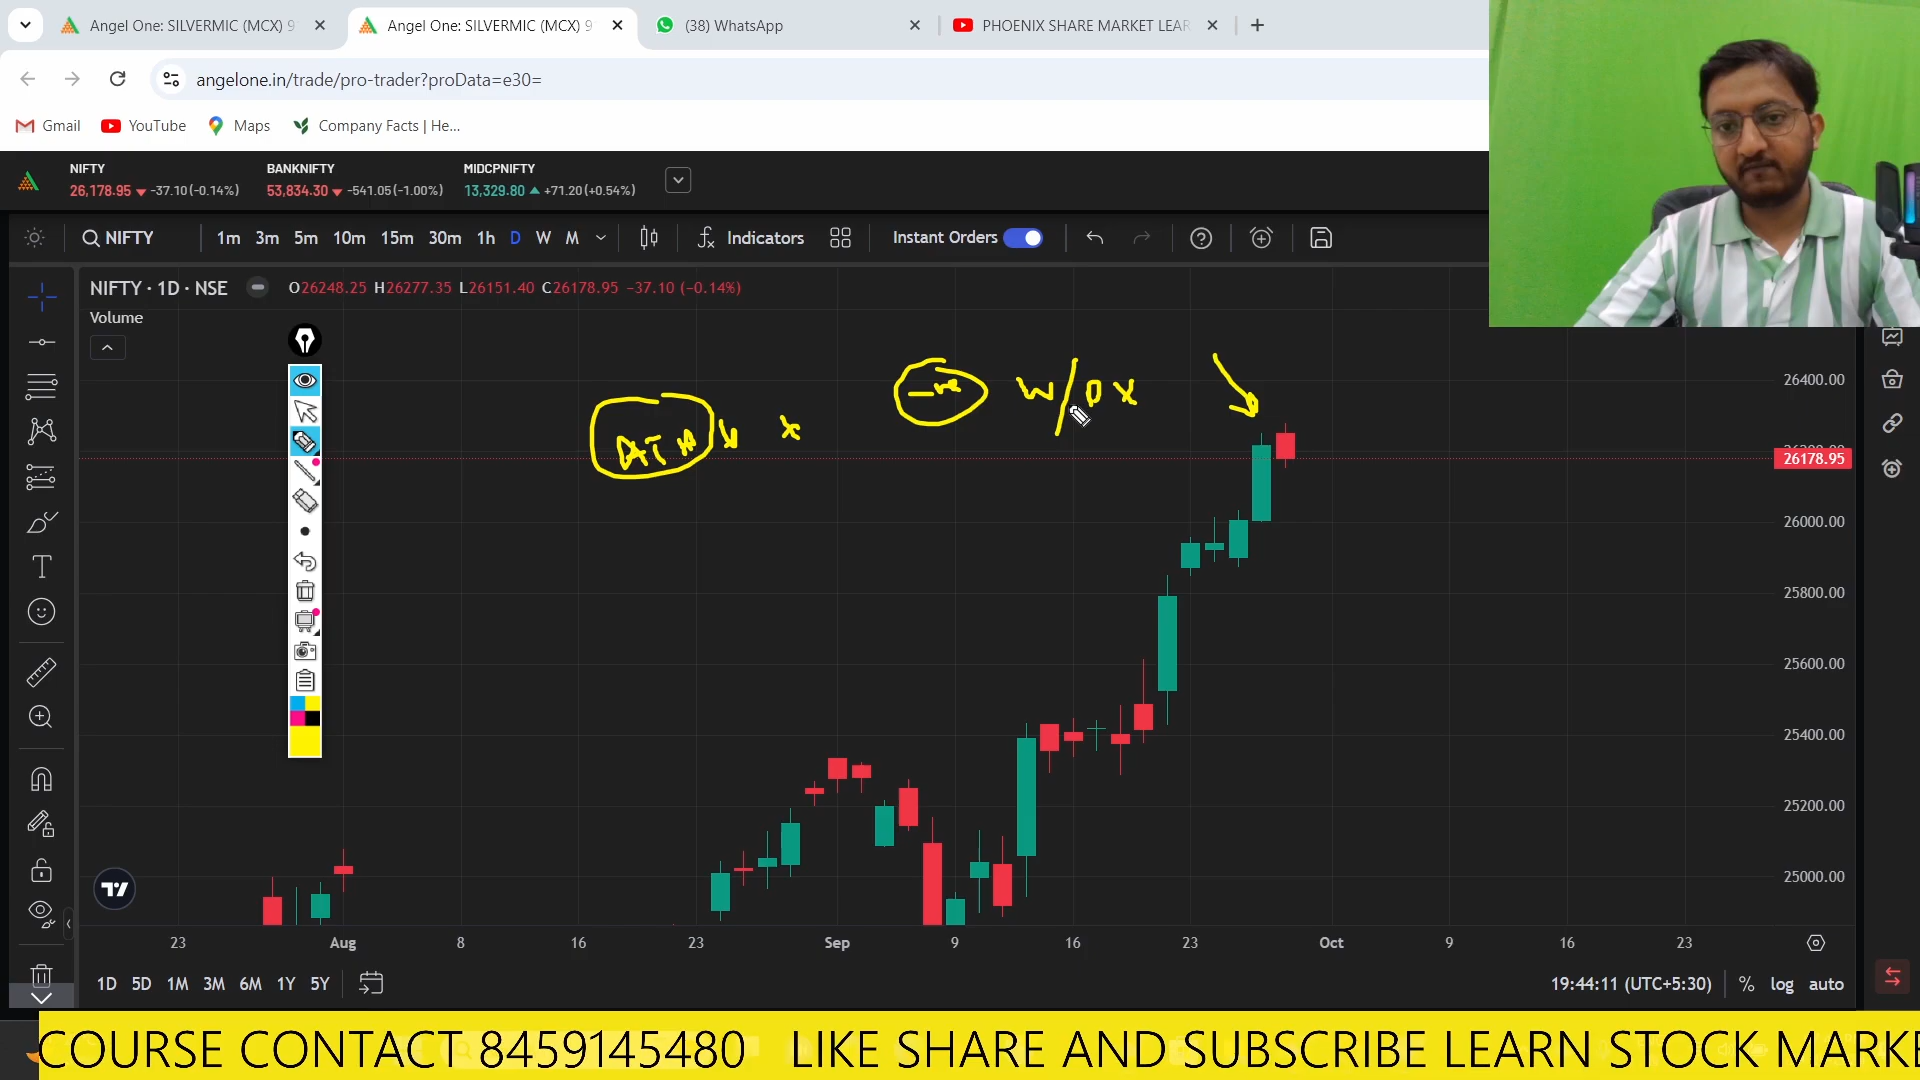 Angel One: SILVERMIC (MCX) 9
Angel One: SILVERMIC (MCX) 9
(38) WhatsApp
PHOENIX SHARE MARKET LEAR
angelone.in/trade/pro-trader?proData=e30=
Gmail YouTube Maps Company Facts | He...
NIFTY BANKNIFTY MIDCPNIFTY
26,178.95 -37.10 (-0.14%) 53,834.30 -541.05 (-1.00%) 13,329.80 +71.20 (+0.54%)
NIFTY 1m 3m 5m 10m 15m 30m 1h D W M Indicators Instant Orders
NIFTY · 1D · NSE O26248.25 H26277.35 L26151.40 C26178.95 -37.10 (-0.14%)
Volume
-ve W/O X
ATH x
26400.00
26178.95
26000.00
25800.00
25600.00
25400.00
25200.00
25000.00
23 Aug 8 16 23 Sep 9 16 23 Oct 9 16 23
1D 5D 1M 3M 6M 1Y 5Y 19:44:11 (UTC+5:30) % log auto
COURSE CONTACT 8459145480 LIKE SHARE AND SUBSCRIBE LEARN STOCK MARKE